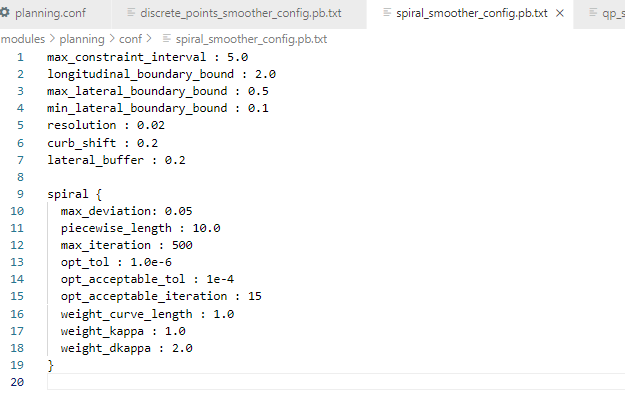 planning.conf discrete_points_smoother_config.pb.txt spiral_smoother_config.pb.txt × qp_s
modules > planning > conf > spiral_smoother_config.pb.txt
1 max_constraint_interval : 5.0
2 longitudinal_boundary_bound : 2.0
3 max_lateral_boundary_bound : 0.5
4 min_lateral_boundary_bound : 0.1
5 resolution : 0.02
6 curb_shift : 0.2
7 lateral_buffer : 0.2
8
9 spiral {
10 max_deviation: 0.05
11 piecewise_length : 10.0
12 max_iteration : 500
13 opt_tol : 1.0e-6
14 opt_acceptable_tol : 1e-4
15 opt_acceptable_iteration : 15
16 weight_curve_length : 1.0
17 weight_kappa : 1.0
18 weight_dkappa : 2.0
19 }
20